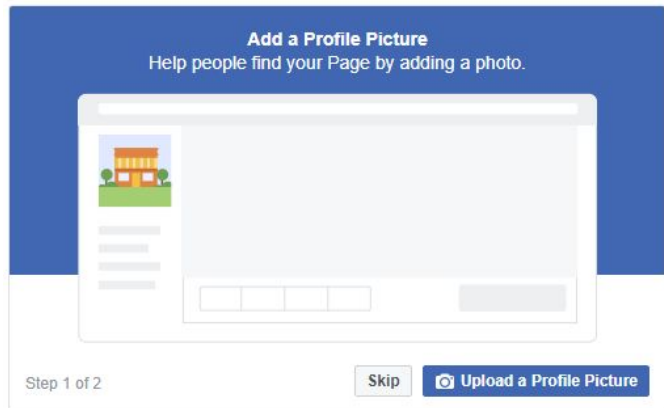 Add a Profile Picture
Help people find your Page by adding a photo.
Step 1 of 2
Skip
Upload a Profile Picture